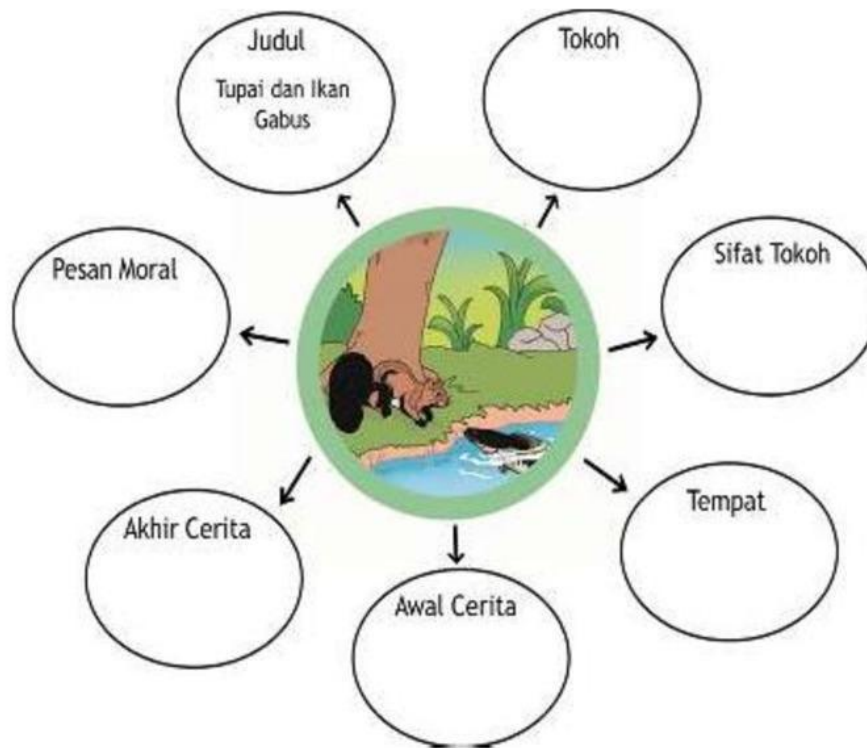 Judul
Tupai dan Ikan
Gabus
Tokoh
Pesan Moral
Sifat Tokoh
Akhir Cerita
Tempat
Awal Cerita